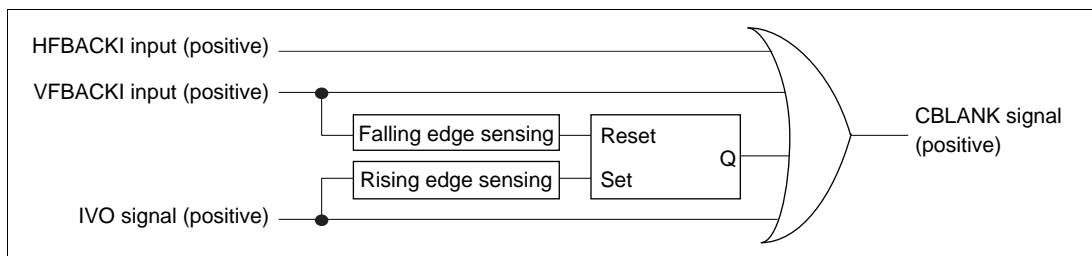 HFBACKI input (positive)
VFBACKI input (positive)
Falling edge sensing
Reset
Q
CBLANK signal
(positive)
Rising edge sensing
Set
IVO signal (positive)